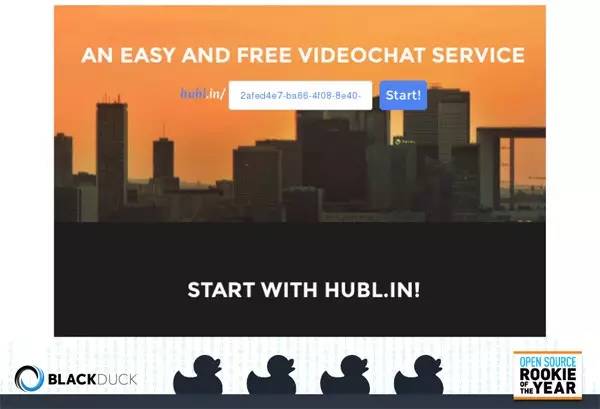 AN EASY AND FREE VIDEOCHAT SERVICE
hubl.in/ 2afed4e7-ba66-4f08-8e40- Start!
START WITH HUBL.IN!
BLACKDUCK
OPEN SOURCE
ROOKIE
OF THE YEAR